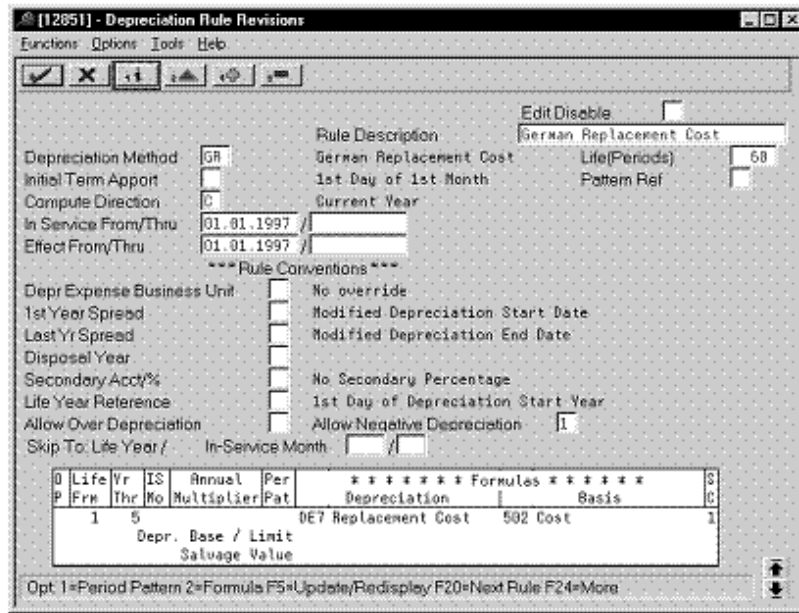 [12851] - Depreciation Rule Revisions
Functions Options Tools Help
Edit Disable
Rule Description German Replacement Cost
Depreciation Method GR German Replacement Cost Life(Periods) 60
Initial Term Apport 1st Day of 1st Month Pattern Ref
Compute Direction C Current Year
In Service From/Thru 01.01.1997 /
Effect From/Thru 01.01.1997 /
***Rule Conventions ***
Depr Expense Business Unit No override
1st Year Spread Modified Depreciation Start Date
Last Yr Spread Modified Depreciation End Date
Disposal Year
Secondary Acct/% No Secondary Percentage
Life Year Reference 1st Day of Depreciation Start Year
Allow Over Depreciation Allow Negative Depreciation 1
Skip To: Life Year / In-Service Month /
O Life Yr IS Annual Per * * * * * * * Formulas * * * * * * S
P Frm Thr Mo Multiplier Pat Depreciation Basis C
1 5 DE7 Replacement Cost 502 Cost 1
Depr. Base / Limit
Salvage Value
Opt: 1=Period Pattern 2=Formula F5=Update/Redisplay F20=Next Rule F24=More